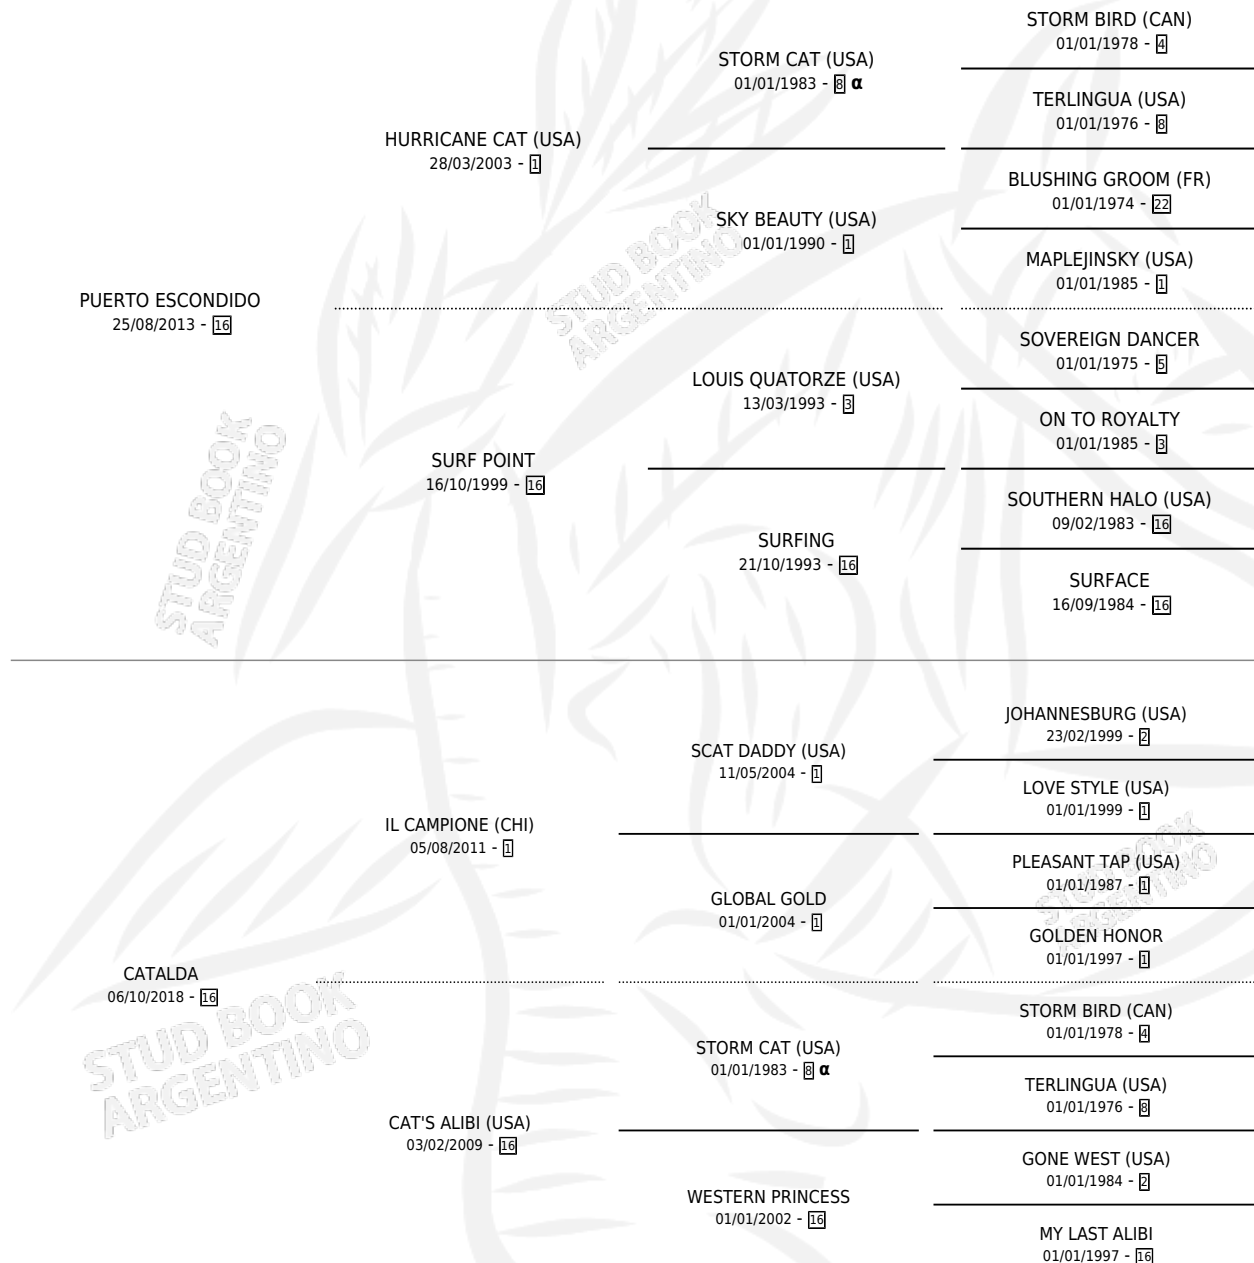 STORM BIRD (CAN)
01/01/1978 - 4
STORM CAT (USA)
01/01/1983 - 8 α
TERLINGUA (USA)
01/01/1976 - 8
HURRICANE CAT (USA)
28/03/2003 - 1
BLUSHING GROOM (FR)
01/01/1974 - 22
SKY BEAUTY (USA)
01/01/1990 - 1
MAPLEJINSKY (USA)
01/01/1985 - 1
PUERTO ESCONDIDO
25/08/2013 - 16
SOVEREIGN DANCER
01/01/1975 - 5
LOUIS QUATORZE (USA)
13/03/1993 - 3
ON TO ROYALTY
01/01/1985 - 3
SURF POINT
16/10/1999 - 16
SOUTHERN HALO (USA)
09/02/1983 - 16
SURFING
21/10/1993 - 16
SURFACE
16/09/1984 - 16
STUD BOOK
ARGENTINO
STUD BOOK
ARGENTINO
JOHANNESBURG (USA)
23/02/1999 - 2
SCAT DADDY (USA)
11/05/2004 - 1
LOVE STYLE (USA)
01/01/1999 - 1
IL CAMPIONE (CHI)
05/08/2011 - 1
PLEASANT TAP (USA)
01/01/1987 - 1
GLOBAL GOLD
01/01/2004 - 1
GOLDEN HONOR
01/01/1997 - 1
CATALDA
06/10/2018 - 16
STORM BIRD (CAN)
01/01/1978 - 4
STORM CAT (USA)
01/01/1983 - 8 α
TERLINGUA (USA)
01/01/1976 - 8
CAT'S ALIBI (USA)
03/02/2009 - 16
GONE WEST (USA)
01/01/1984 - 2
WESTERN PRINCESS
01/01/2002 - 16
MY LAST ALIBI
01/01/1997 - 16
STUD BOOK
ARGENTINO
STUD BOOK
ARGENTINO